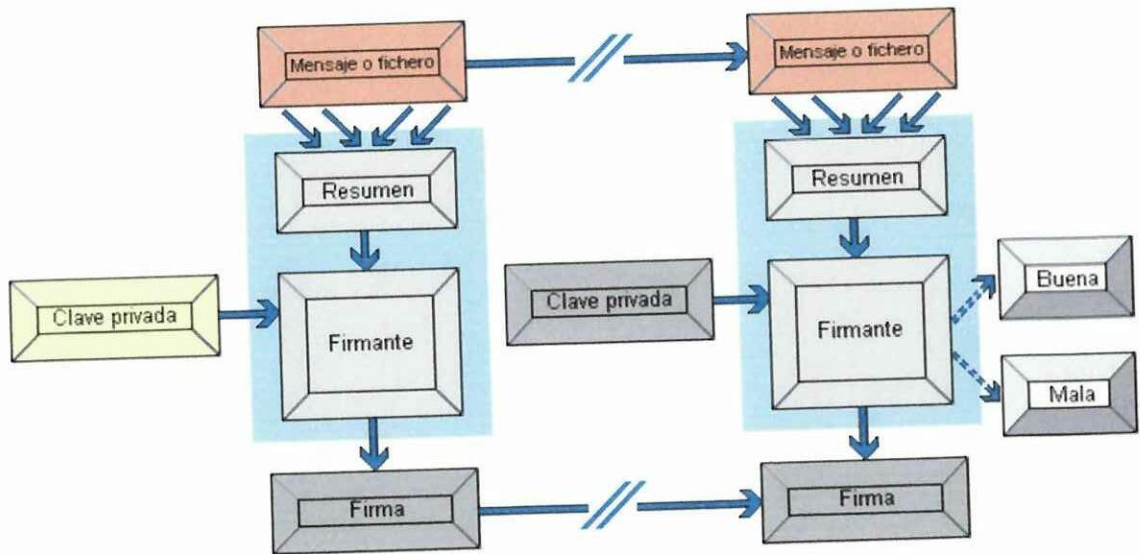 Mensaje o fichero
Mensaje o fichero
Resumen
Resumen
Clave privada
Firmante
Clave privada
Firmante
Buena
Mala
Firma
Firma